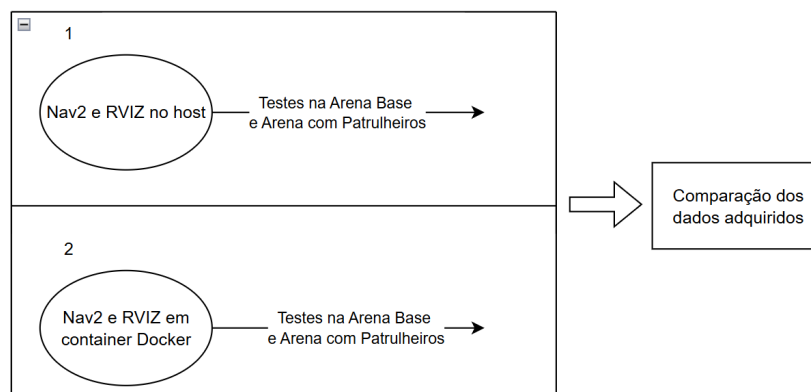 1
Nav2 e RVIZ no host
Testes na Arena Base
e Arena com Patrulheiros
2
Nav2 e RVIZ em
container Docker
Testes na Arena Base
e Arena com Patrulheiros
Comparação dos
dados adquiridos